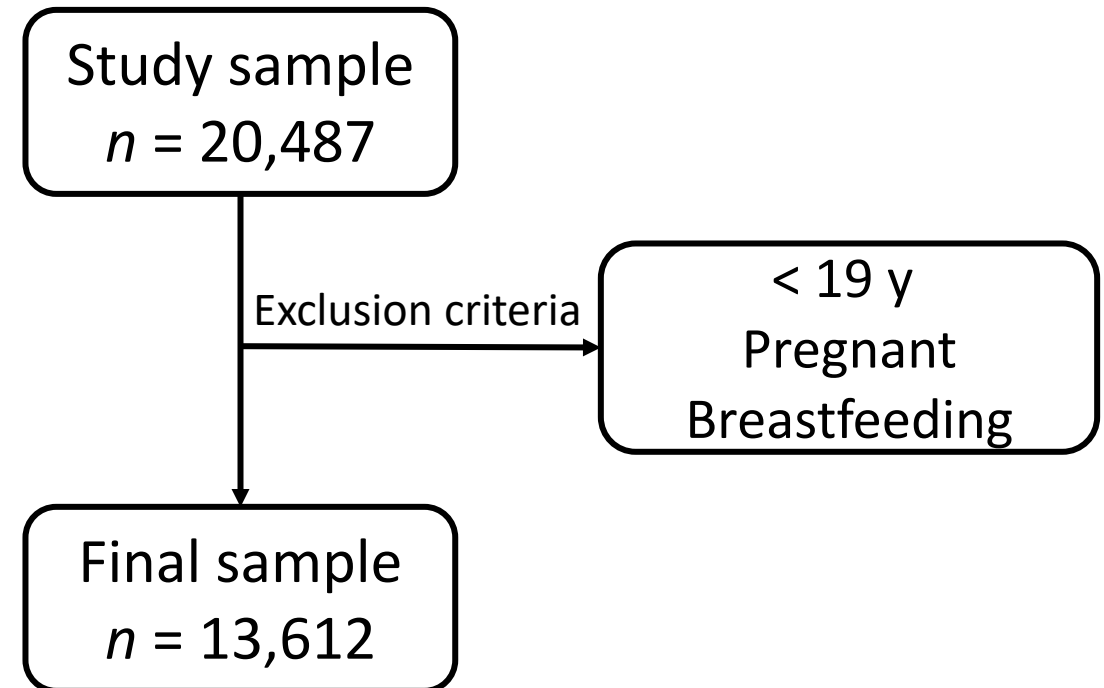 Study sample
n = 20,487
Exclusion criteria
< 19 y
Pregnant
Breastfeeding
Final sample
n = 13,612